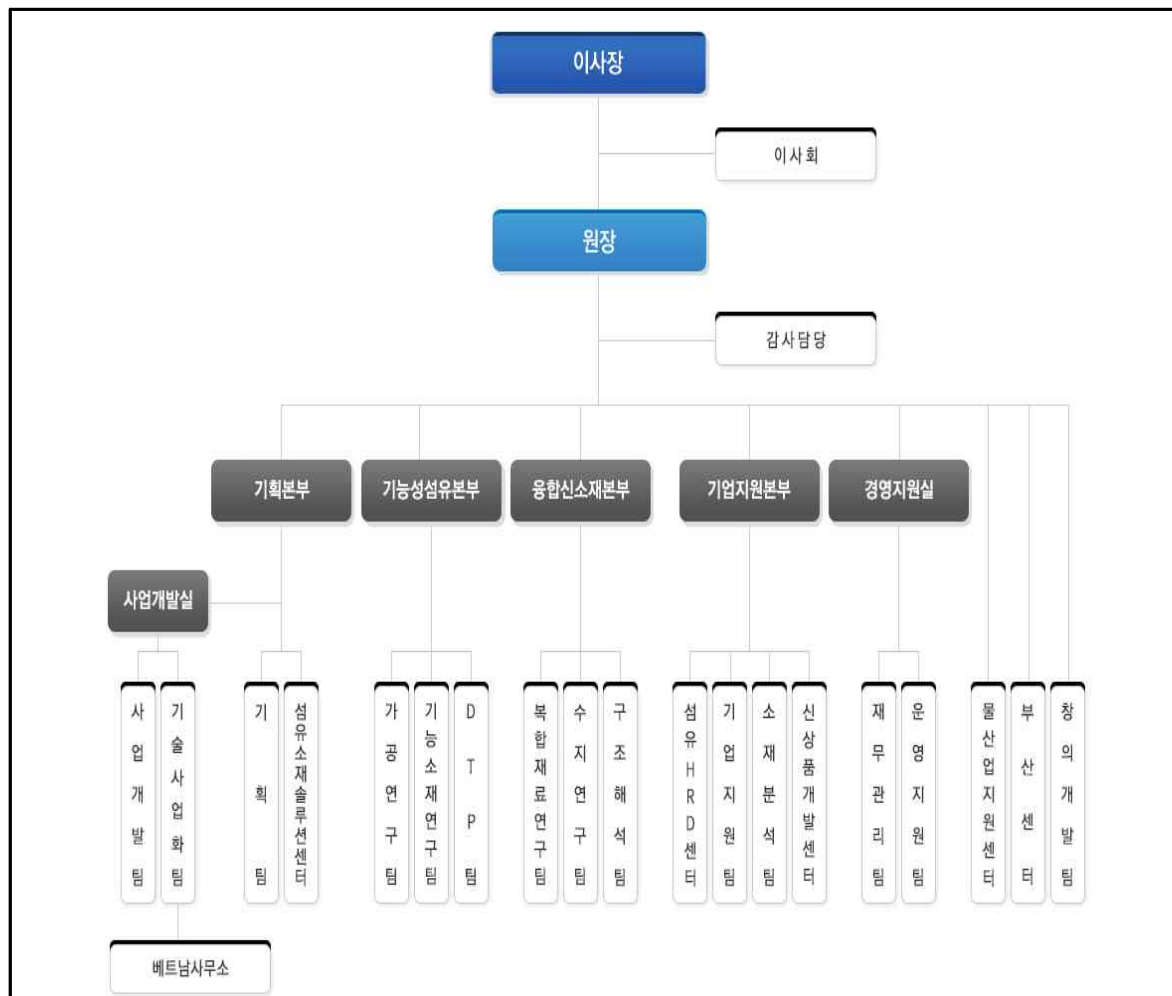 이사장
이사회
원장
감사담당
기획본부
기능성섬유본부
융합신소재본부
기업지원본부
경영지원실
사업개발실
사업개발팀
기술사업화팀
기획팀
섬유소재솔루션센터
가공연구팀
기능소재연구팀
DTP팀
복합재료연구팀
수지연구팀
구조해석팀
섬유HRD센터
기업지원팀
소재분석팀
신상품개발센터
재무관리팀
운영지원팀
물산업지원센터
부산센터
창의개발팀
베트남사무소